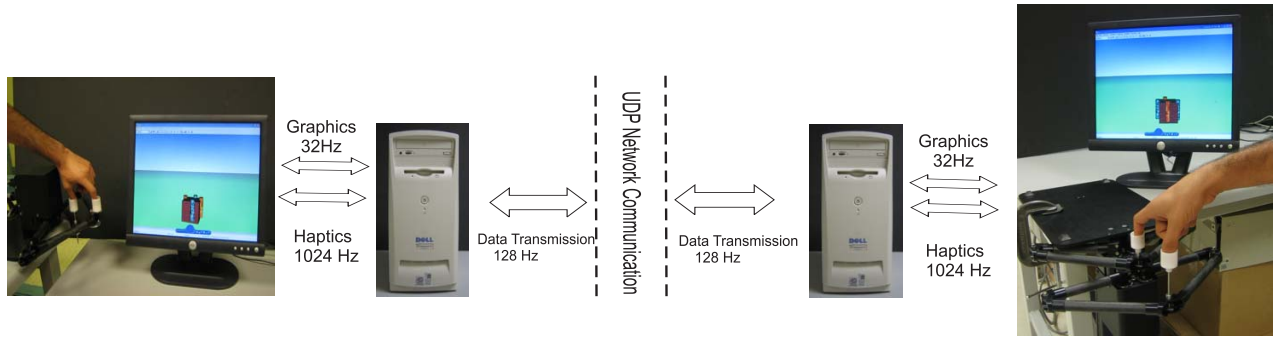 Graphics
32Hz
Haptics
1024 Hz
DELL
Data Transmission
128 Hz
UDP Network Communication
Data Transmission
128 Hz
DELL
Graphics
32Hz
Haptics
1024 Hz